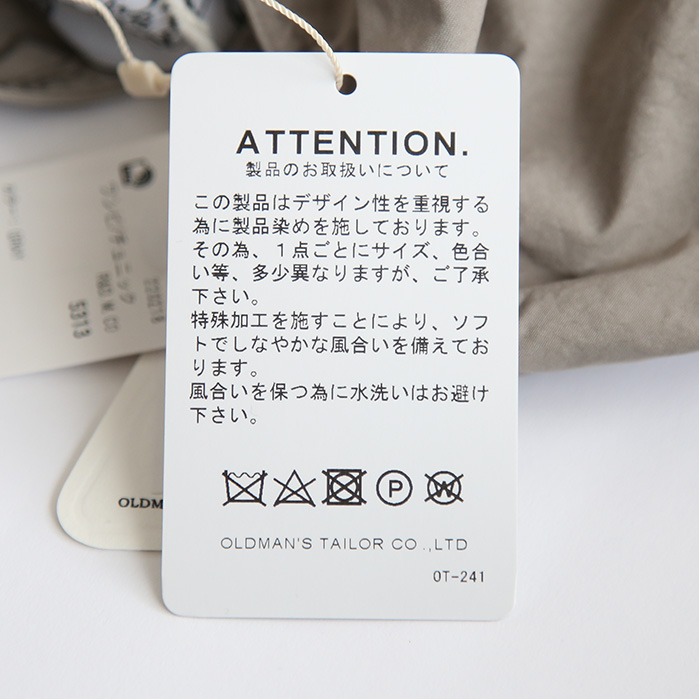 ATTENTION.
製品のお取扱いについて
この製品はデザイン性を重視する
為に製品染めを施しております。
その為、１点ごとにサイズ、色合
い等、多少異なりますが、ご了承
下さい。
特殊加工を施すことにより、ソフ
トでしなやかな風合いを備えてお
ります。
風合いを保つ為に水洗いはお避け
下さい。
P
W
OLDMAN'S TAILOR CO.,LTD
OT-241
OLDM
5313